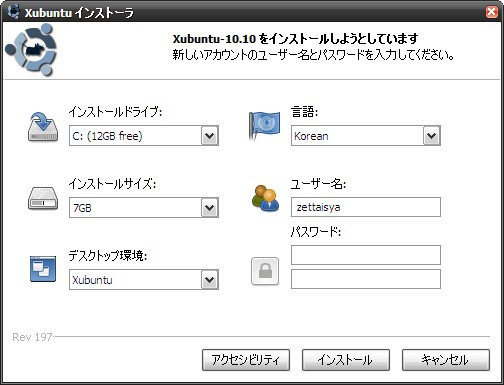 Xubuntu インストーラ
Xubuntu-10.10 をインストールしようとしています
新しいアカウントのユーザー名とパスワードを入力してください。
インストールドライブ:
C: (12GB free)
言語:
Korean
インストールサイズ:
7GB
ユーザー名:
zettaisya
パスワード:
デスクトップ環境:
Xubuntu
Rev 197
アクセシビリティ
インストール
キャンセル